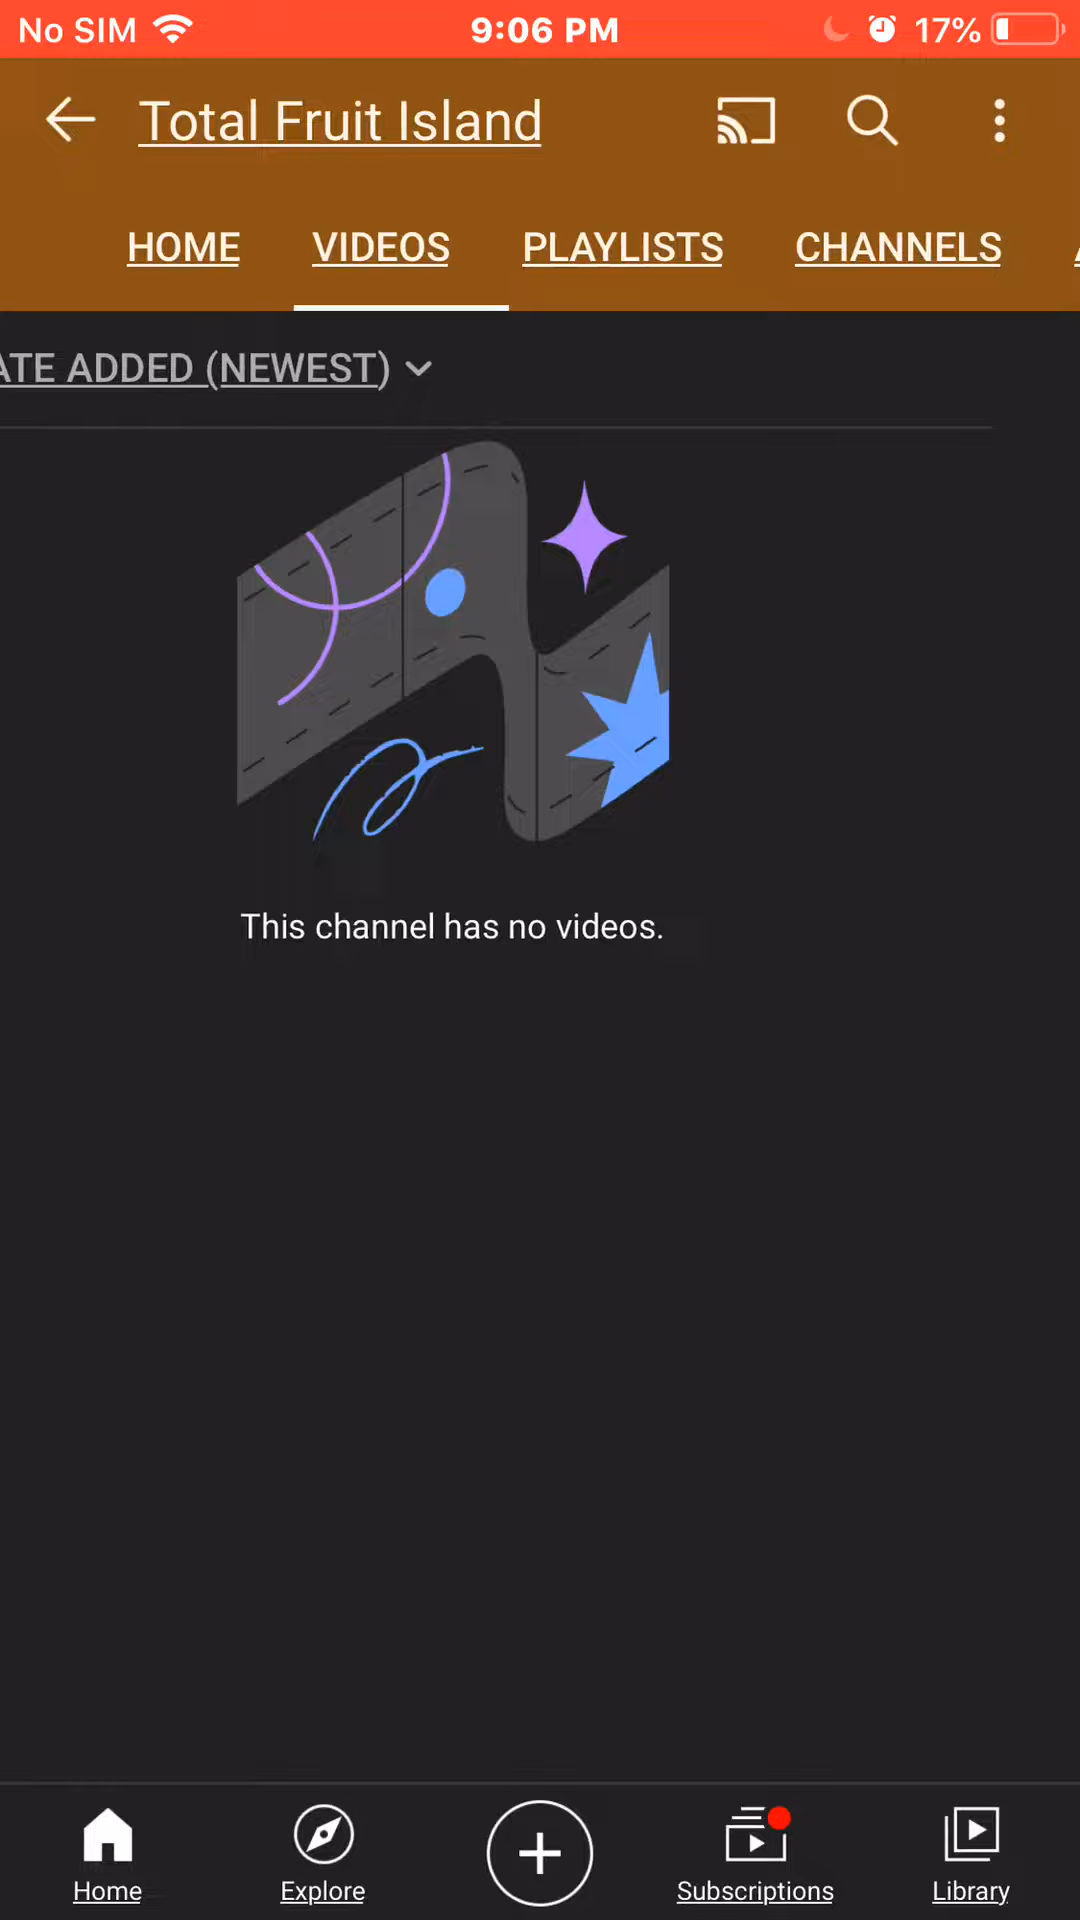 No SIM 9:06 PM 17%
Total Fruit Island
HOME VIDEOS PLAYLISTS CHANNELS
ATE ADDED (NEWEST)
This channel has no videos.
Home Explore Subscriptions Library